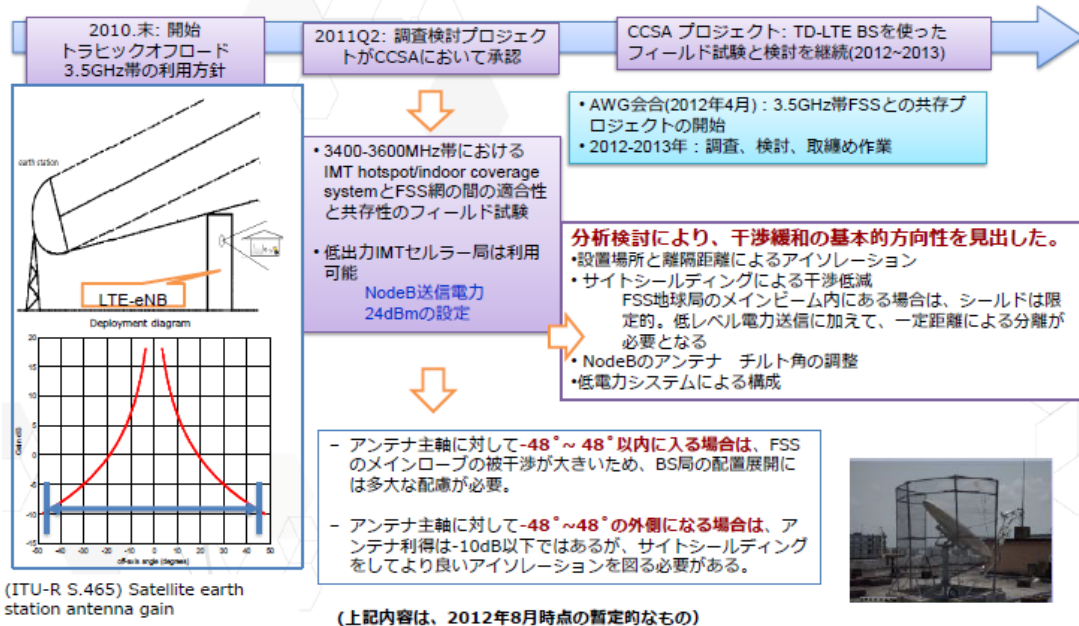 2010.末: 開始
トラヒックオフロード
3.5GHz帯の利用方針
2011Q2: 調査検討プロジェク
トがCCSAにおいて承認
CCSA プロジェクト: TD-LTE BSを使った
フィールド試験と検討を継続(2012~2013)
earth station
LTE-eNB
Deployment diagram
Gain dBi
20
15
10
5
0
-5
-10
-15
-50 -40 -30 -20 -10 0 10 20 30 40 50
off-axis angle (degrees)
(ITU-R S.465) Satellite earth
station antenna gain
• 3400-3600MHz帯における
IMT hotspot/indoor coverage
systemとFSS網の間の適合性
と共存性のフィールド試験
• 低出力IMTセルラー局は利用
可能
NodeB送信電力
24dBmの設定
• AWG会合(2012年4月)：3.5GHz帯FSSとの共存プ
ロジェクトの開始
• 2012-2013年：調査、検討、取纏め作業
分析検討により、干渉緩和の基本的方向性を見出した。
•設置場所と離隔距離によるアイソレーション
• サイトシールディングによる干渉低減
FSS地球局のメインビーム内にある場合は、シールドは限
定的。低レベル電力送信に加えて、一定距離による分離が
必要となる
• NodeBのアンテナ　チルト角の調整
•低電力システムによる構成
– アンテナ主軸に対して-48˚~ 48˚以内に入る場合は、FSS
のメインローブの被干渉が大きいため、BS局の配置展開に
は多大な配慮が必要。
– アンテナ主軸に対して-48˚~48˚の外側になる場合は、ア
ンテナ利得は-10dB以下ではあるが、サイトシールディング
をしてより良いアイソレーションを図る必要がある。
(上記内容は、2012年8月時点の暫定的なもの)